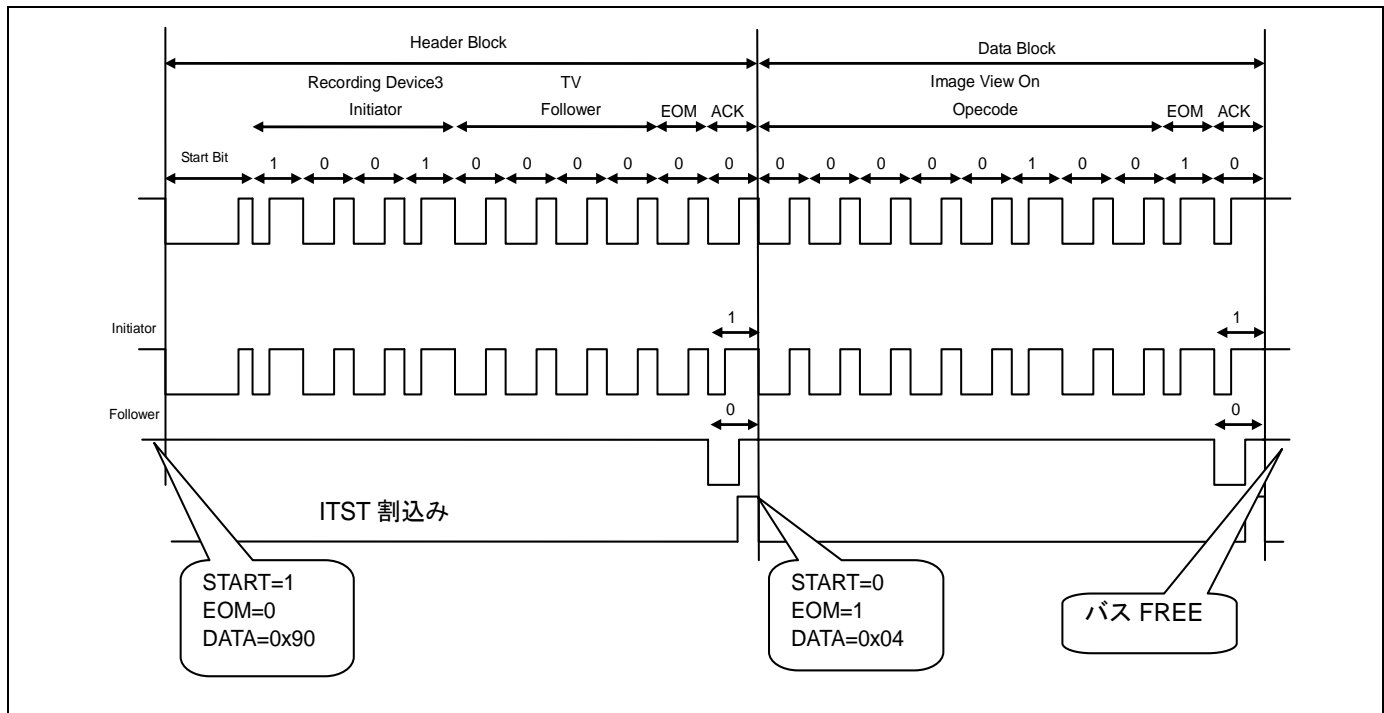 Header Block Data Block
Recording Device3 TV Image View On
Initiator Follower EOM ACK Opecode EOM ACK
Start Bit 1 0 0 1 0 0 0 0 0 0 0 0 0 0 0 1 0 0 1 0
1 1
Initiator
0 0
Follower
ITST 割込み
START=1
EOM=0
DATA=0x90
START=0
EOM=1
DATA=0x04
バス FREE